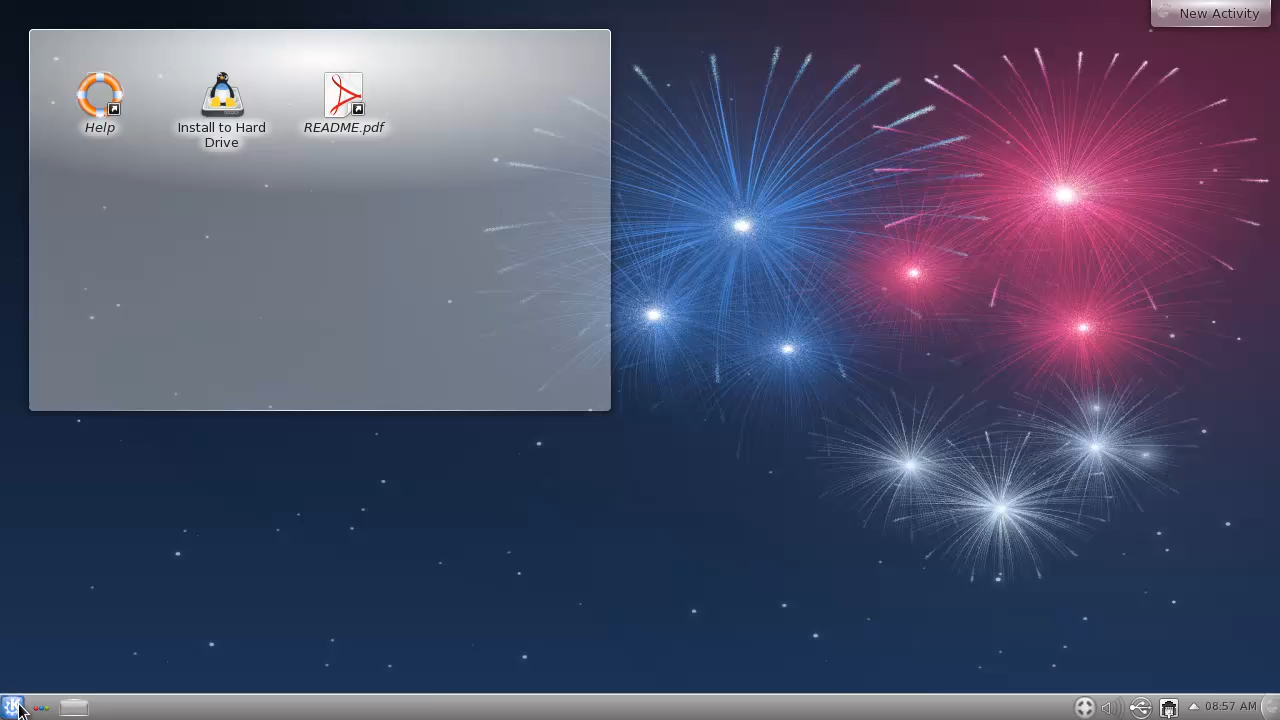 New Activity
Help
Install to Hard
Drive
README.pdf
08:57 AM